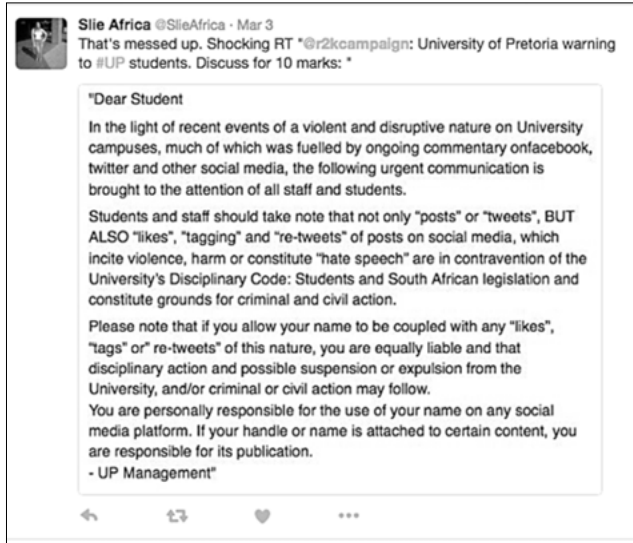 Slie Africa @SlieAfrica · Mar 3
That's messed up. Shocking RT "@r2kcampaign: University of Pretoria warning
to #UP students. Discuss for 10 marks: "
"Dear Student
In the light of recent events of a violent and disruptive nature on University
campuses, much of which was fuelled by ongoing commentary onfacebook,
twitter and other social media, the following urgent communication is
brought to the attention of all staff and students.
Students and staff should take note that not only "posts" or "tweets", BUT
ALSO "likes", "tagging" and "re-tweets" of posts on social media, which
incite violence, harm or constitute "hate speech" are in contravention of the
University's Disciplinary Code: Students and South African legislation and
constitute grounds for criminal and civil action.
Please note that if you allow your name to be coupled with any "likes",
"tags" or" re-tweets" of this nature, you are equally liable and that
disciplinary action and possible suspension or expulsion from the
University, and/or criminal or civil action may follow.
You are personally responsible for the use of your name on any social
media platform. If your handle or name is attached to certain content, you
are responsible for its publication.
- UP Management"